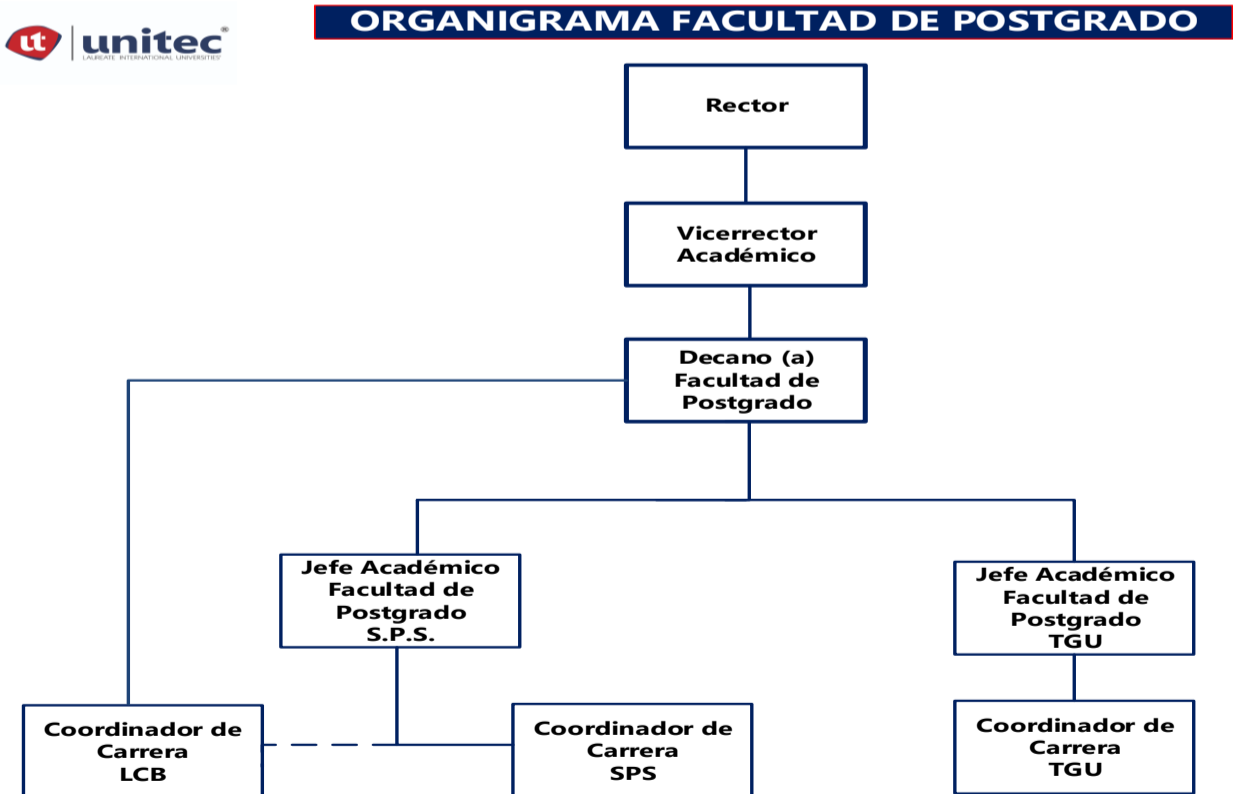 ORGANIGRAMA FACULTAD DE POSTGRADO
ut unitec®
LAUREATE INTERNATIONAL UNIVERSITIES
Rector
Vicerrector
Académico
Decano (a)
Facultad de
Postgrado
Jefe Académico
Facultad de
Postgrado
S.P.S.
Jefe Académico
Facultad de
Postgrado
TGU
Coordinador de
Carrera
LCB
Coordinador de
Carrera
SPS
Coordinador de
Carrera
TGU